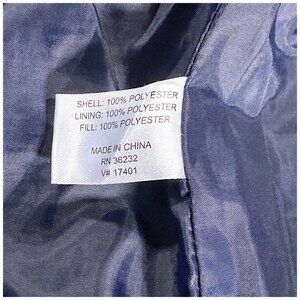 SHELL: 100% POLYESTER
LINING: 100% POLYESTER
FILL: 100% POLYESTER
MADE IN CHINA
RN 36232
V# 17401